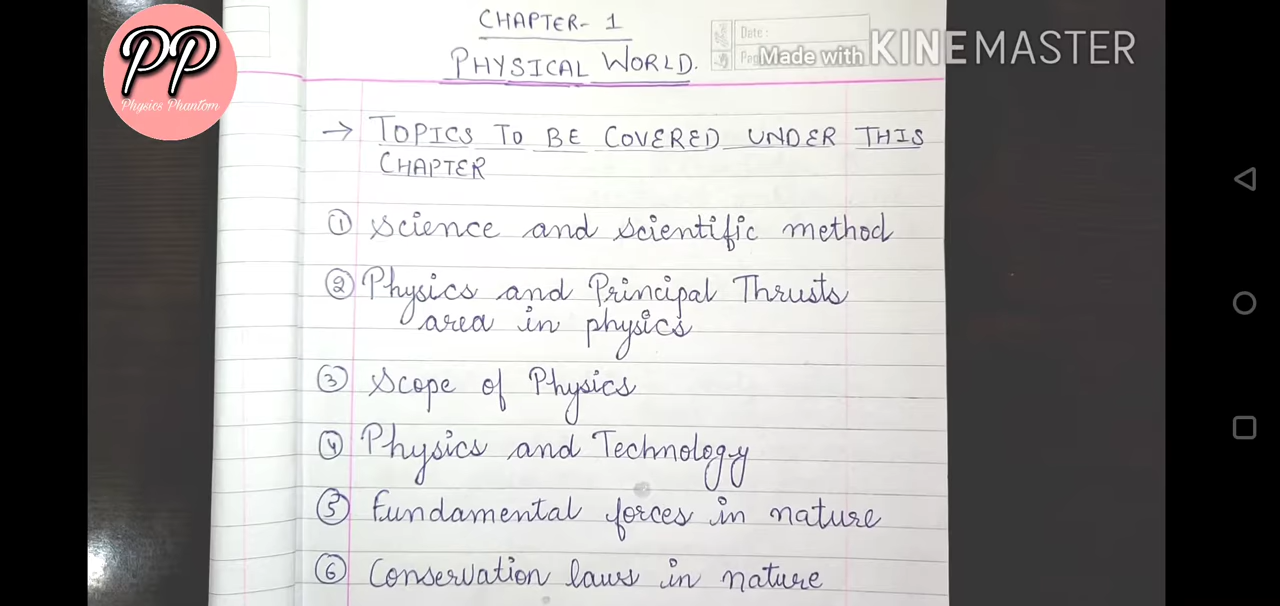 PP
Physics Phantom
CHAPTER- 1
PHYSICAL WORLD.
Date :
Made with KINEMASTER
→ TOPICS TO BE COVERED UNDER THIS
CHAPTER
① Science and scientific method
② Physics and Principal Thrusts
area in physics
③ Scope of Physics
④ Physics and Technology
⑤ Fundamental forces in nature
⑥ Conservation laws in nature